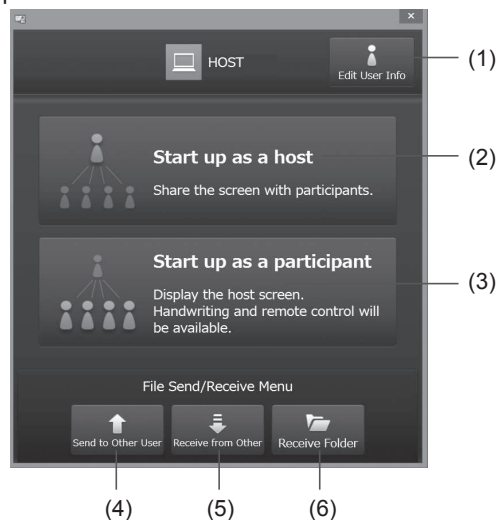 ×
HOST
Edit User Info
(1)
Start up as a host
(2)
Share the screen with participants.
Start up as a participant
(3)
Display the host screen.
Handwriting and remote control will
be available.
File Send/Receive Menu
Send to Other User
Receive from Other
Receive Folder
(4)
(5)
(6)